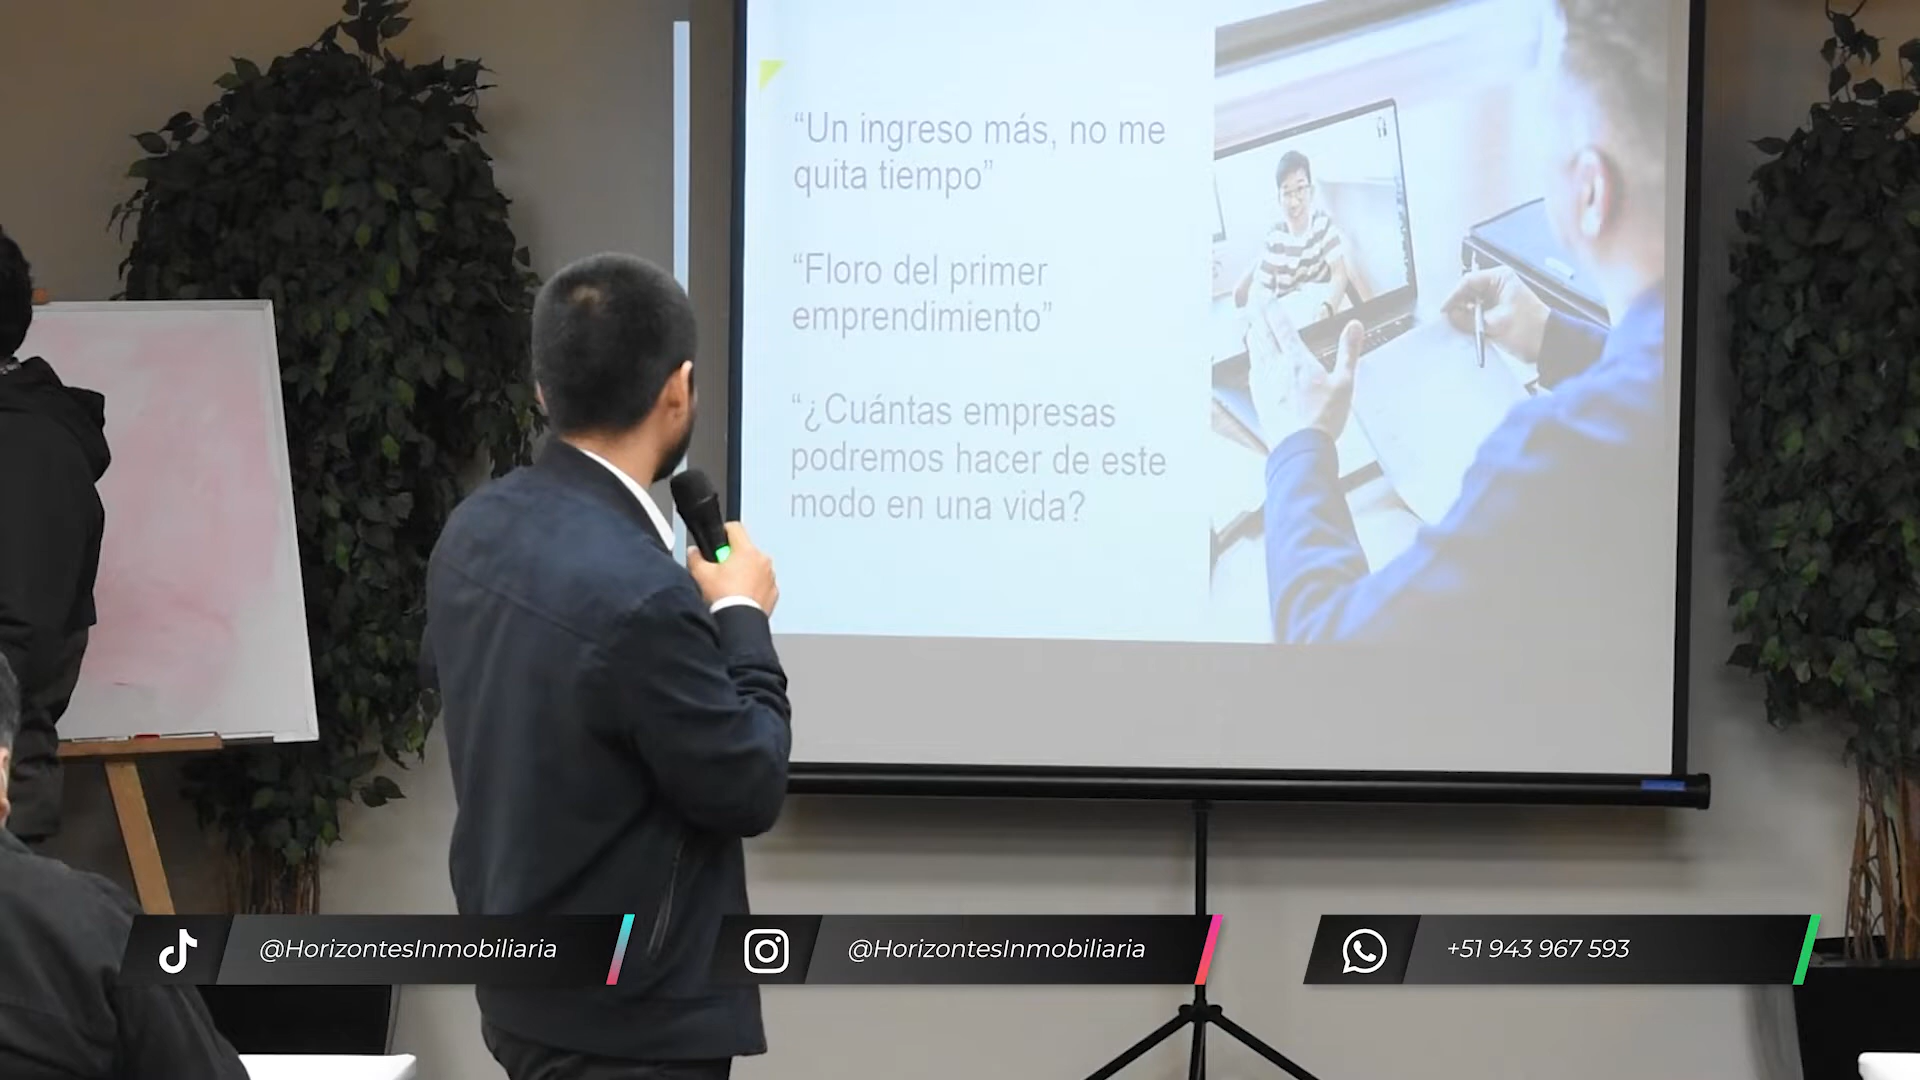 “Un ingreso más, no me
quita tiempo”
“Floro del primer
emprendimiento”
“¿Cuántas empresas
podremos hacer de este
modo en una vida?
@HorizontesInmobiliaria
@HorizontesInmobiliaria
+51 943 967 593